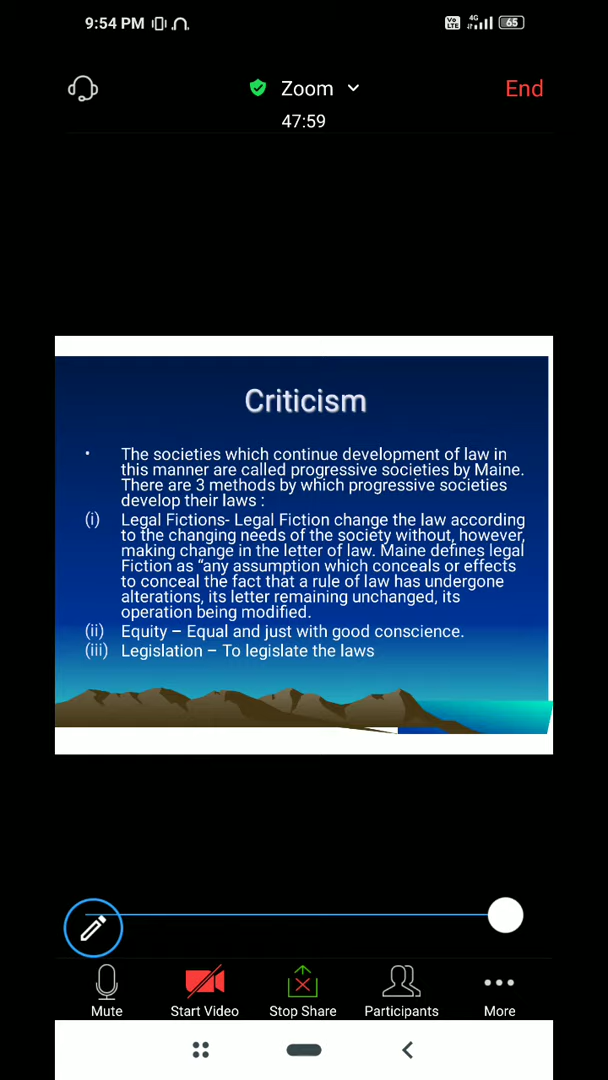 9:54 PM
Vo LTE 4G 65
Zoom
End
47:59
Criticism
• The societies which continue development of law in
this manner are called progressive societies by Maine.
There are 3 methods by which progressive societies
develop their laws :
(i) Legal Fictions- Legal Fiction change the law according
to the changing needs of the society without, however,
making change in the letter of law. Maine defines legal
Fiction as “any assumption which conceals or effects
to conceal the fact that a rule of law has undergone
alterations, its letter remaining unchanged, its
operation being modified.
(ii) Equity – Equal and just with good conscience.
(iii) Legislation – To legislate the laws
Mute Start Video Stop Share Participants More